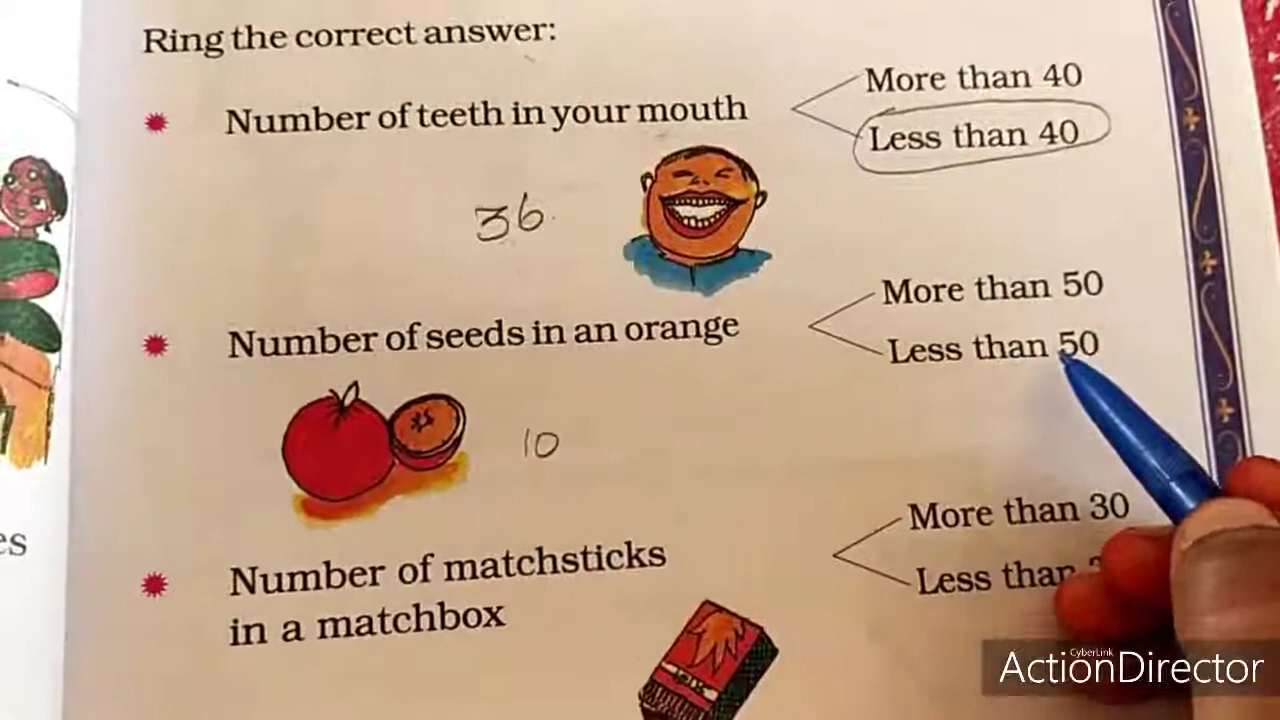 Ring the correct answer:
More than 40
Number of teeth in your mouth
Less than 40
36
More than 50
Number of seeds in an orange
Less than 50
10
More than 30
Number of matchsticks
Less than
in a matchbox
es
CyberLink
ActionDirector